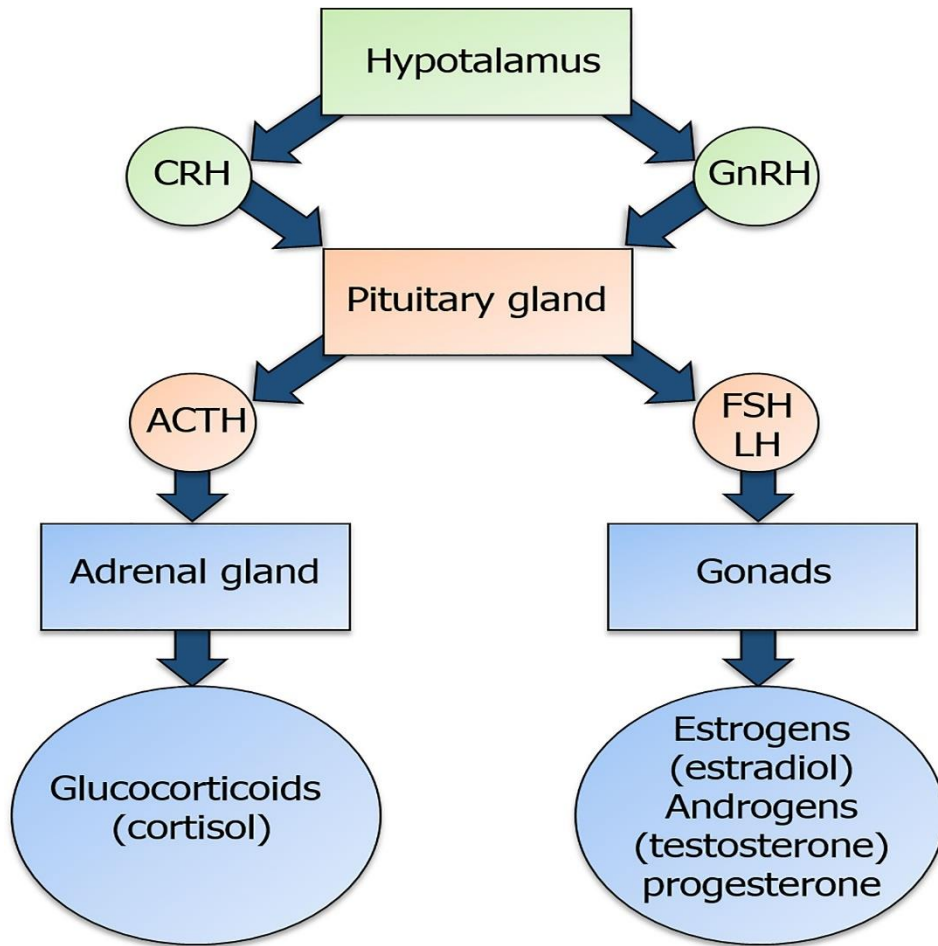 Hypotalamus
CRH
GnRH
Pituitary gland
ACTH
FSH
LH
Adrenal gland
Gonads
Glucocorticoids
(cortisol)
Estrogens
(estradiol)
Androgens
(testosterone)
progesterone